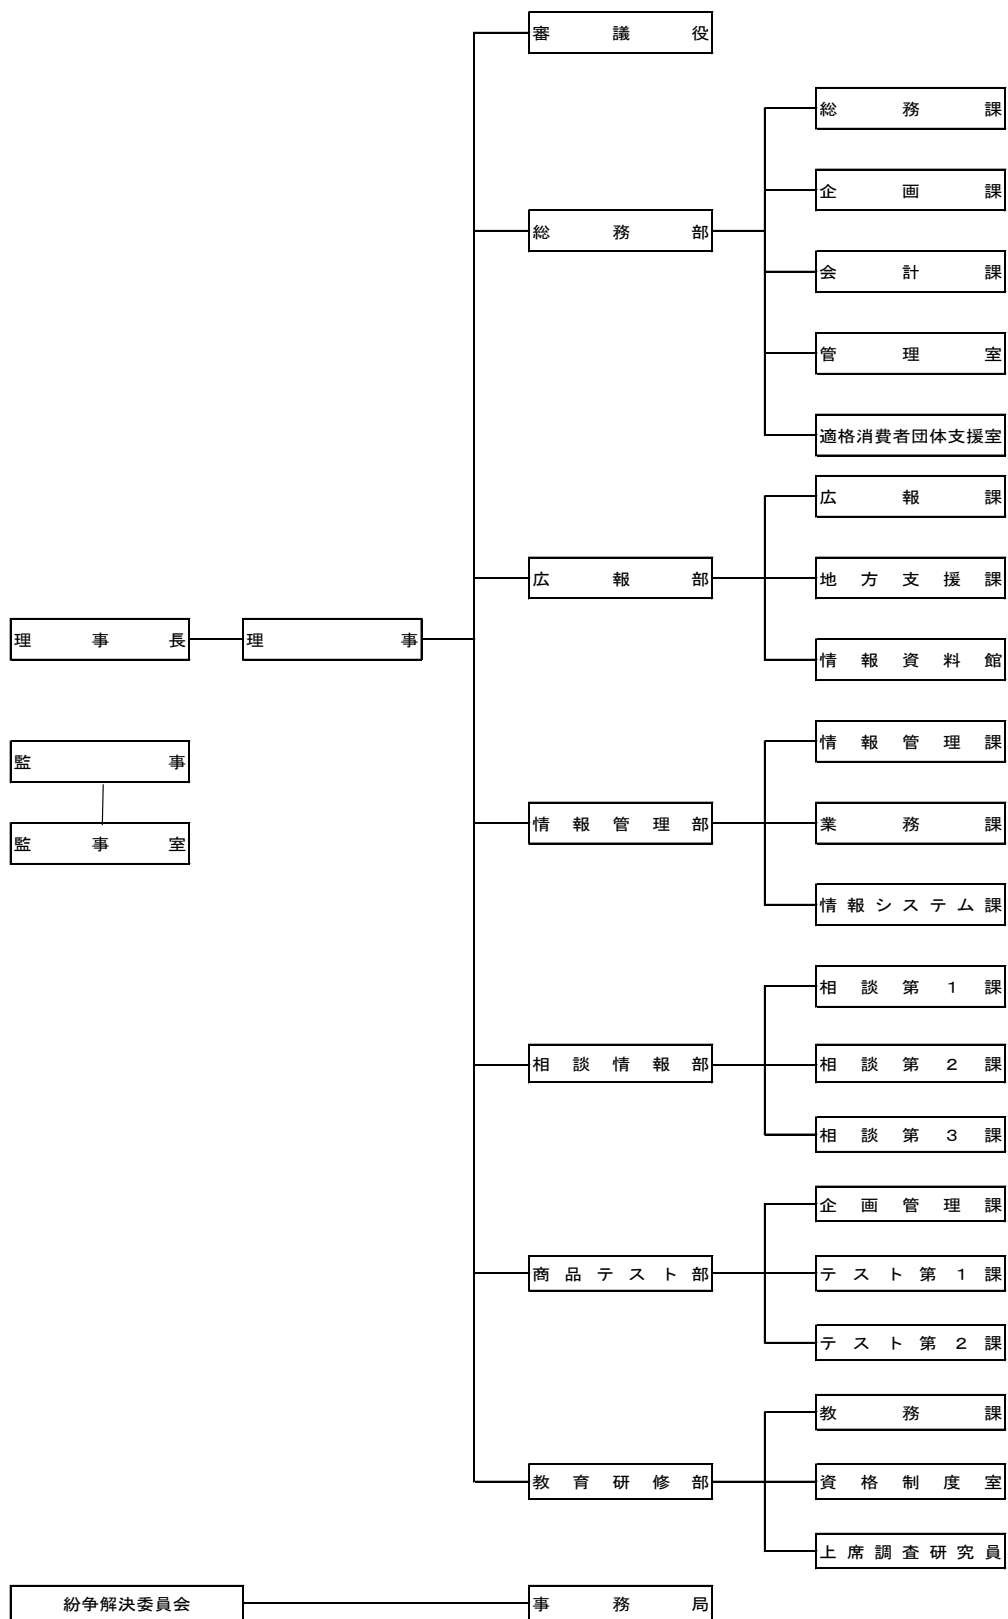 審議役
総務課
企画課
総務部
会計課
管理室
適格消費者団体支援室
広報課
広報部
地方支援課
理事長
理事
情報資料館
情報管理課
監事
情報管理部
業務課
監事室
情報システム課
相談第１課
相談情報部
相談第２課
相談第３課
企画管理課
商品テスト部
テスト第１課
テスト第２課
教務課
教育研修部
資格制度室
上席調査研究員
紛争解決委員会
事務局